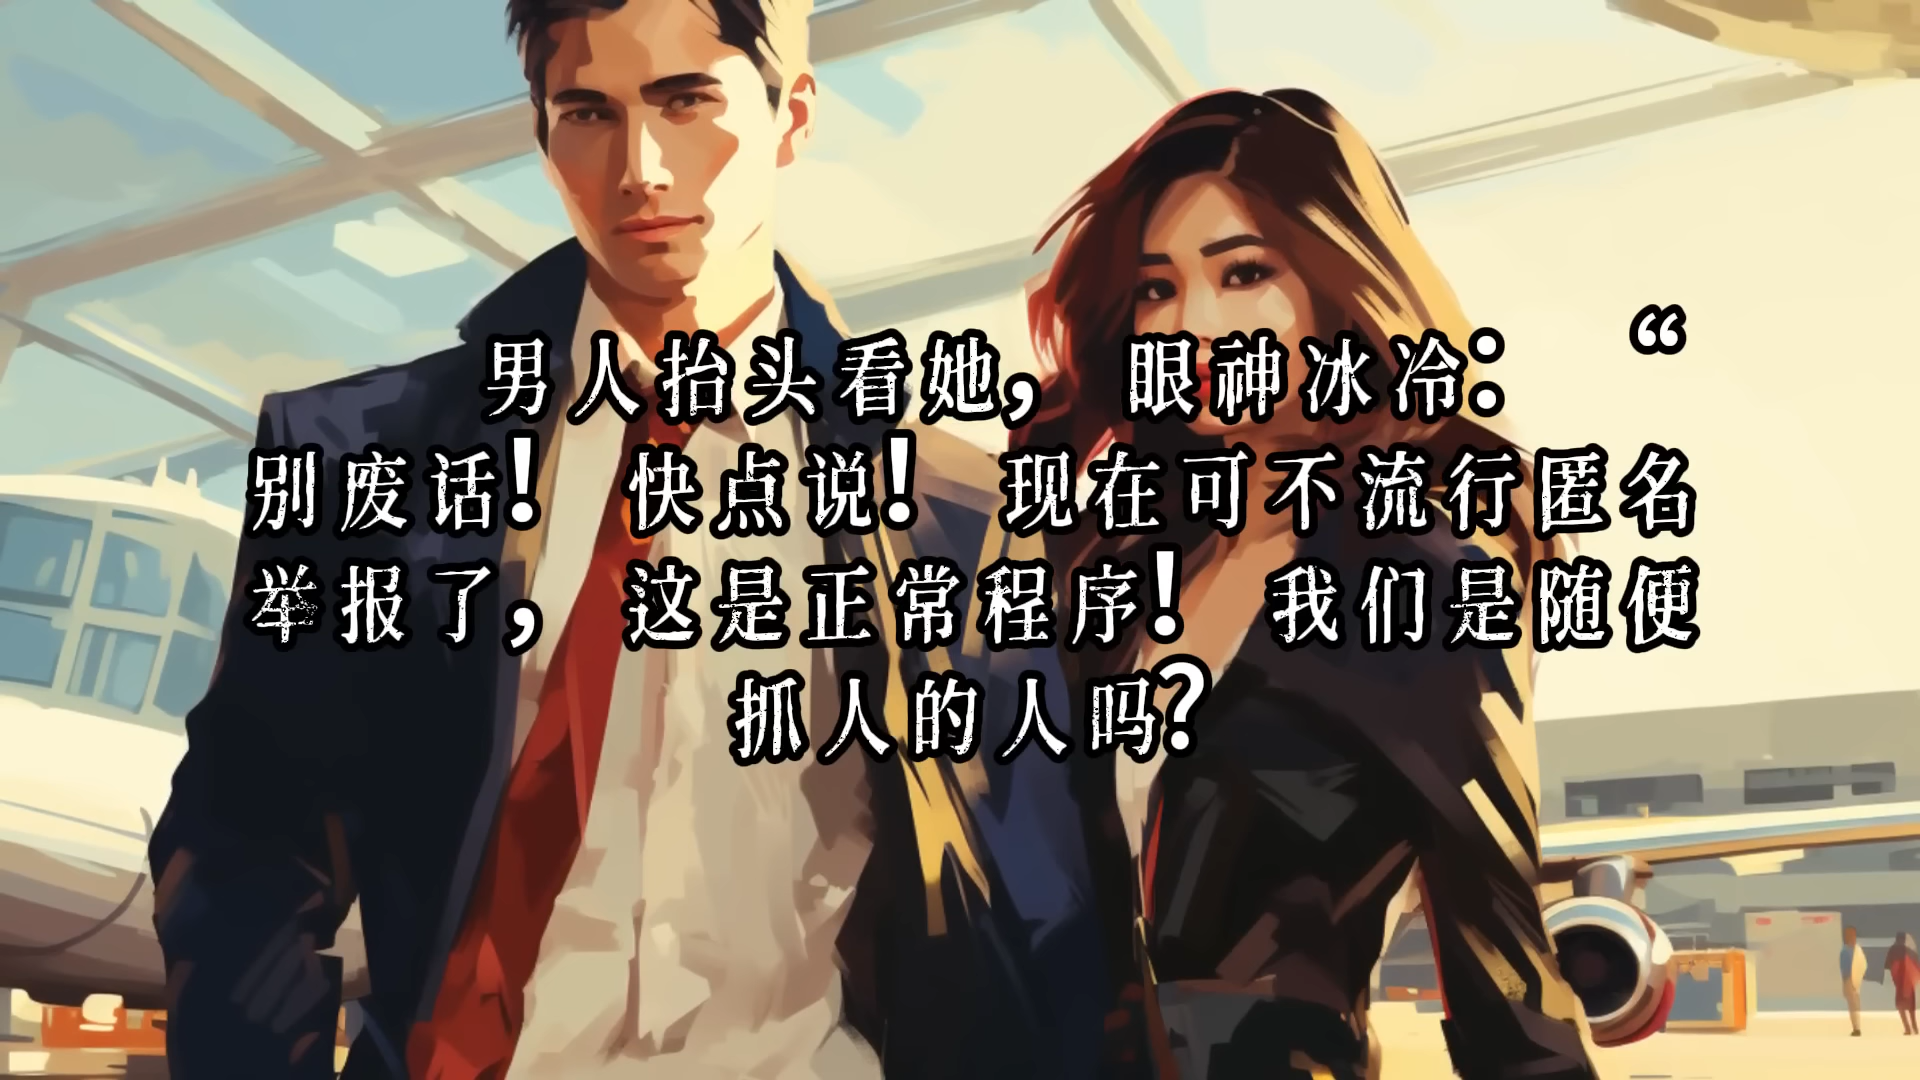 男人抬头看她，眼神冰冷：“
别废话！快点说！现在可不流行匿名
举报了，这是正常程序！我们是随便
抓人的人吗？